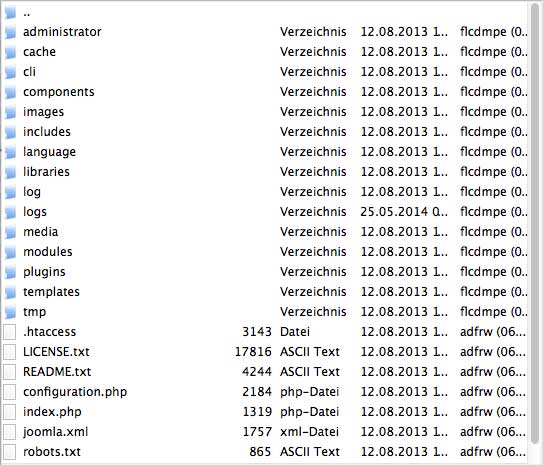 ..
administrator Verzeichnis 12.08.2013 1... flcdmpe (0...
cache Verzeichnis 12.08.2013 1... flcdmpe (0...
cli Verzeichnis 12.08.2013 1... flcdmpe (0...
components Verzeichnis 12.08.2013 1... flcdmpe (0...
images Verzeichnis 12.08.2013 1... flcdmpe (0...
includes Verzeichnis 12.08.2013 1... flcdmpe (0...
language Verzeichnis 12.08.2013 1... flcdmpe (0...
libraries Verzeichnis 12.08.2013 1... flcdmpe (0...
log Verzeichnis 12.08.2013 1... flcdmpe (0...
logs Verzeichnis 25.05.2014 0... flcdmpe (0...
media Verzeichnis 12.08.2013 1... flcdmpe (0...
modules Verzeichnis 12.08.2013 1... flcdmpe (0...
plugins Verzeichnis 12.08.2013 1... flcdmpe (0...
templates Verzeichnis 12.08.2013 1... flcdmpe (0...
tmp Verzeichnis 12.08.2013 1... flcdmpe (0...
.htaccess 3143 Datei 12.08.2013 1... adfrw (06...
LICENSE.txt 17816 ASCII Text 12.08.2013 1... adfrw (06...
README.txt 4244 ASCII Text 12.08.2013 1... adfrw (06...
configuration.php 2184 php-Datei 12.08.2013 1... adfrw (06...
index.php 1319 php-Datei 12.08.2013 1... adfrw (06...
joomla.xml 1757 xml-Datei 12.08.2013 1... adfrw (06...
robots.txt 865 ASCII Text 12.08.2013 1... adfrw (06...